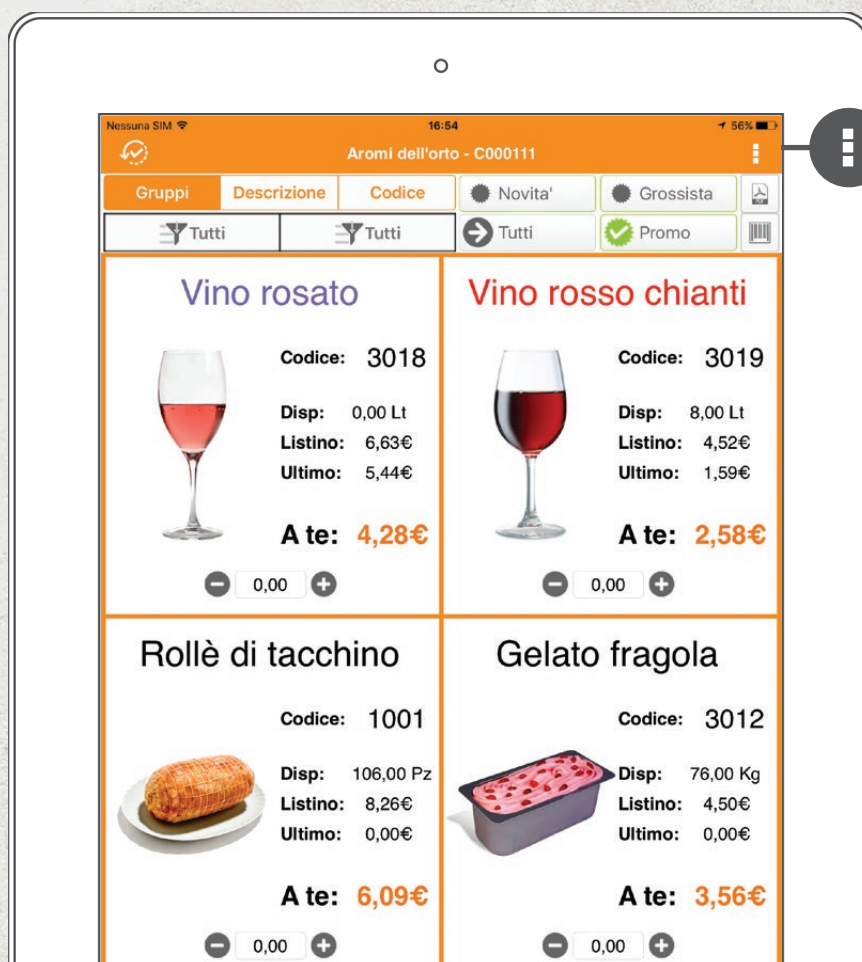 Nessuna SIM 16:54 56%
Aromi dell'orto - C000111
Gruppi Descrizione Codice Novita' Grossista
Tutti Tutti Tutti Promo
Vino rosato
Codice: 3018
Disp: 0,00 Lt
Listino: 6,63€
Ultimo: 5,44€
A te: 4,28€
0,00
Vino rosso chianti
Codice: 3019
Disp: 8,00 Lt
Listino: 4,52€
Ultimo: 1,59€
A te: 2,58€
0,00
Rollè di tacchino
Codice: 1001
Disp: 106,00 Pz
Listino: 8,26€
Ultimo: 0,00€
A te: 6,09€
0,00
Gelato fragola
Codice: 3012
Disp: 76,00 Kg
Listino: 4,50€
Ultimo: 0,00€
A te: 3,56€
0,00